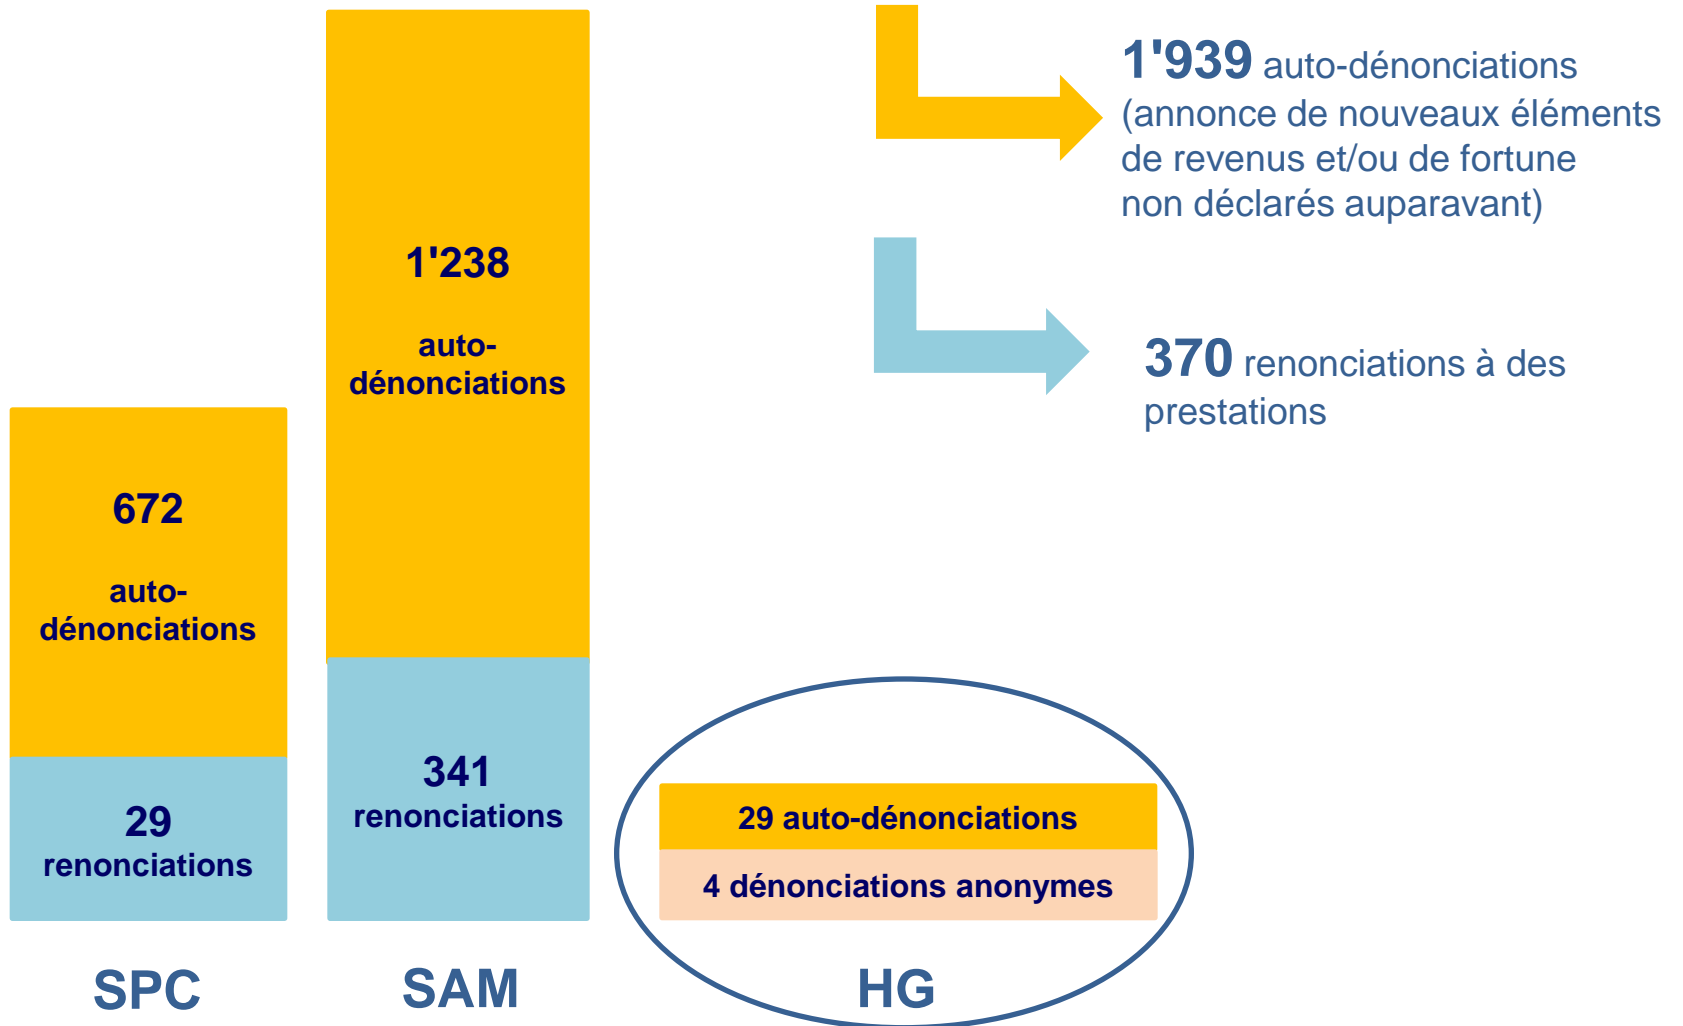 1'939 auto-dénonciations
(annonce de nouveaux éléments
de revenus et/ou de fortune
non déclarés auparavant)
370 renonciations à des
prestations
672
auto-
dénonciations
29
renonciations
SPC
1'238
auto-
dénonciations
341
renonciations
SAM
29 auto-dénonciations
4 dénonciations anonymes
HG